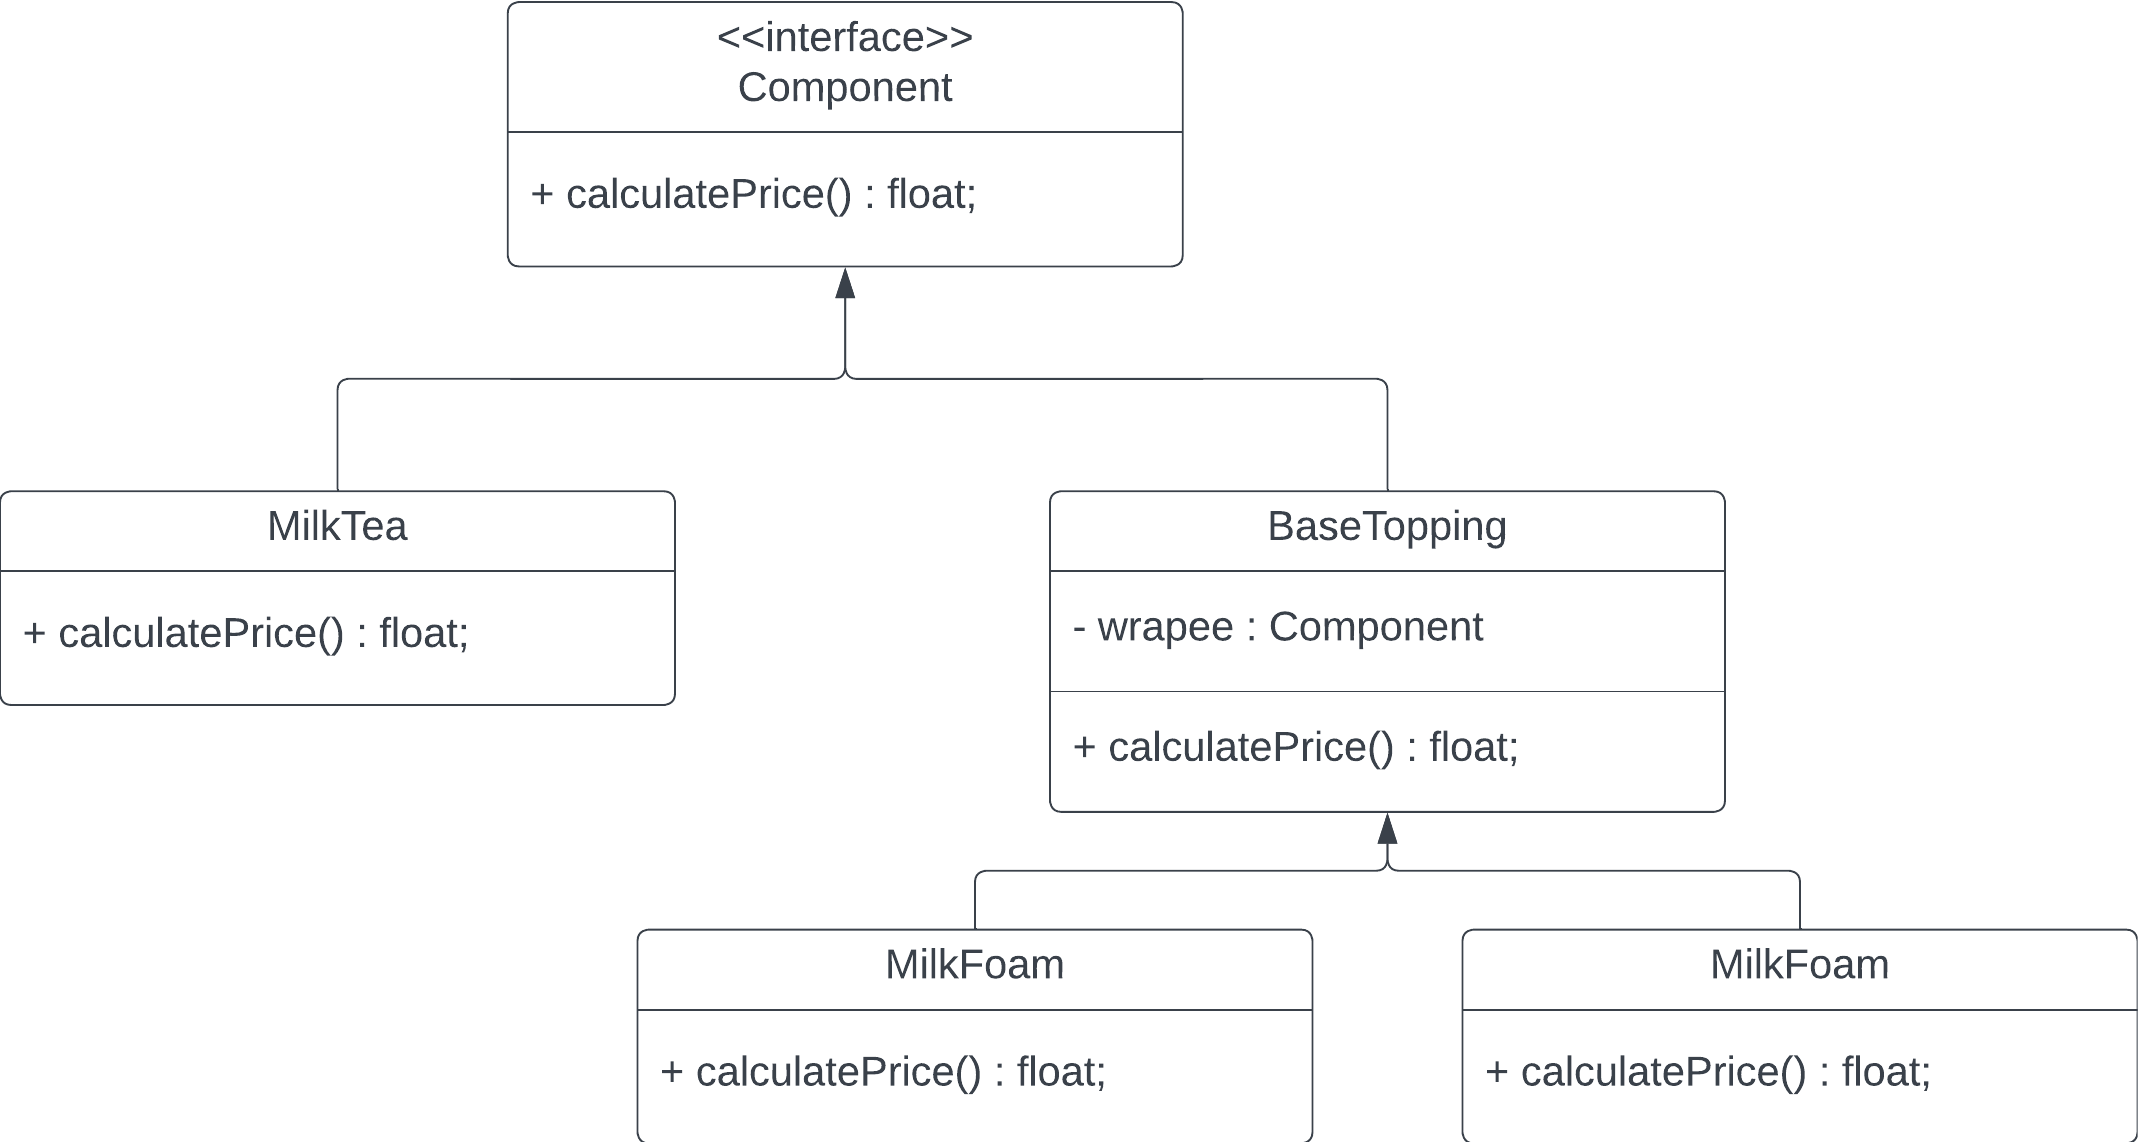 <<interface>>
Component
+ calculatePrice() : float;
MilkTea
+ calculatePrice() : float;
BaseTopping
- wrapee : Component
+ calculatePrice() : float;
MilkFoam
+ calculatePrice() : float;
MilkFoam
+ calculatePrice() : float;